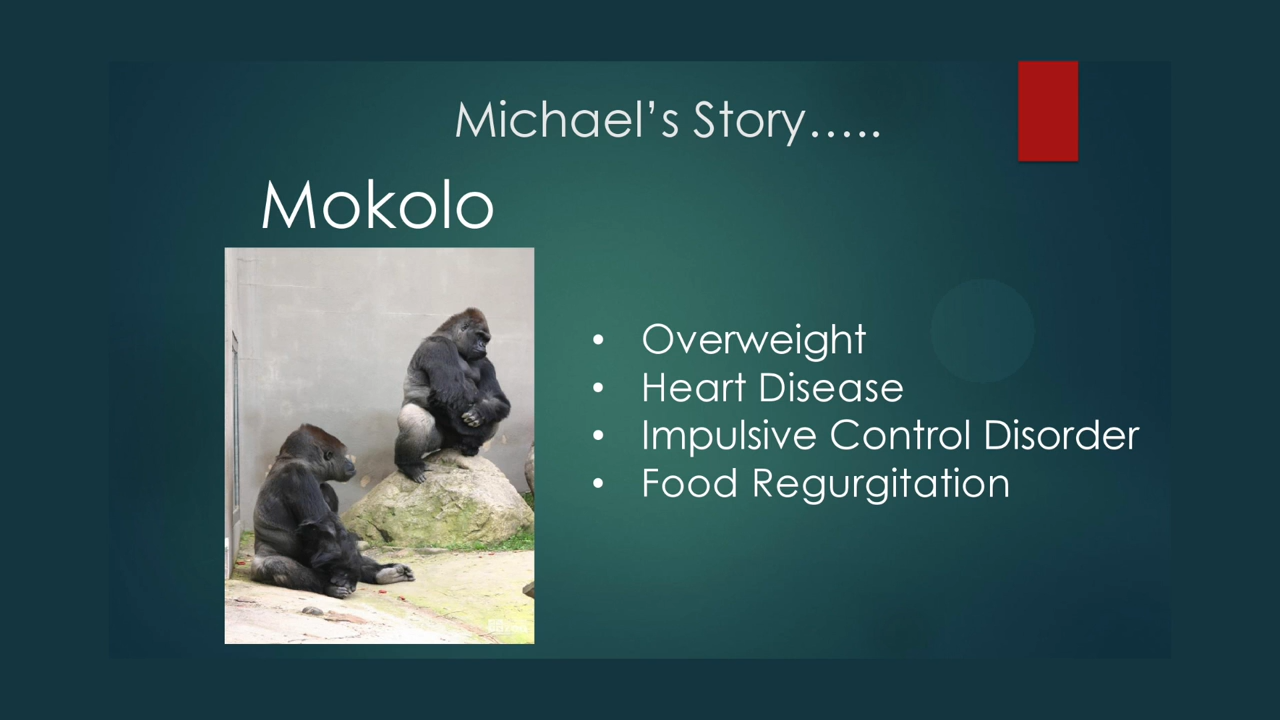 Michael's Story.....
Mokolo
• Overweight
• Heart Disease
• Impulsive Control Disorder
• Food Regurgitation